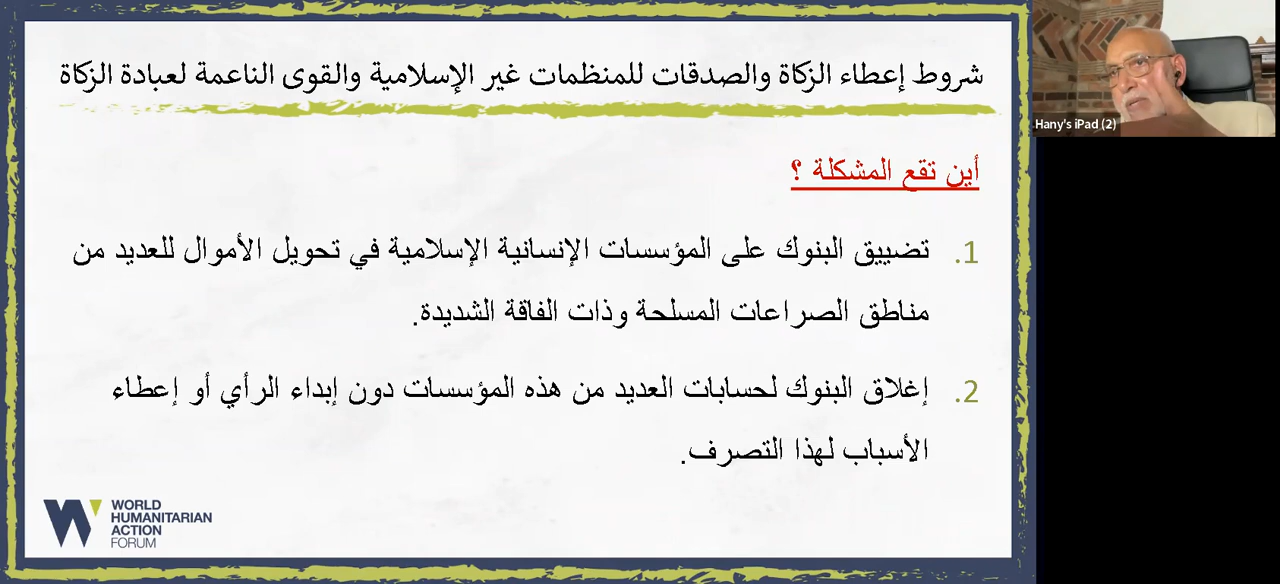 شروط إعطاء الزكاة والصدقات للمنظمات غير الإسلامية والقوى الناعمة لعبادة الزكاة
أين تقع المشكلة ؟
1. تضييق البنوك على المؤسسات الإنسانية الإسلامية في تحويل الأموال للعديد من
مناطق الصراعات المسلحة وذات الفاقة الشديدة.
2. إغلاق البنوك لحسابات العديد من هذه المؤسسات دون إبداء الرأي أو إعطاء
الأسباب لهذا التصرف.
WORLD
HUMANITARIAN
ACTION
FORUM
Hany's iPad (2)